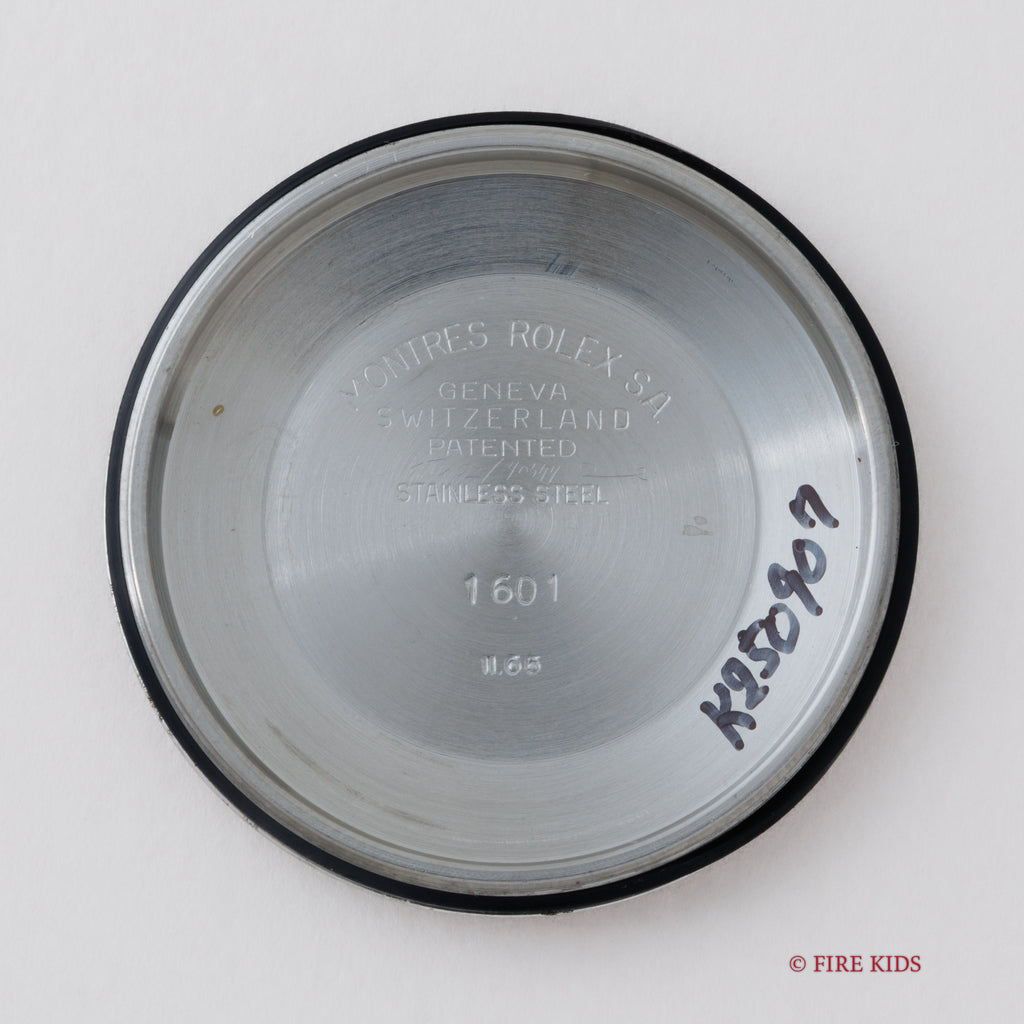 MONTRES ROLEX S.A.
GENEVA
SWITZERLAND
PATENTED
STAINLESS STEEL
1601
II.65
K250907
© FIRE KIDS